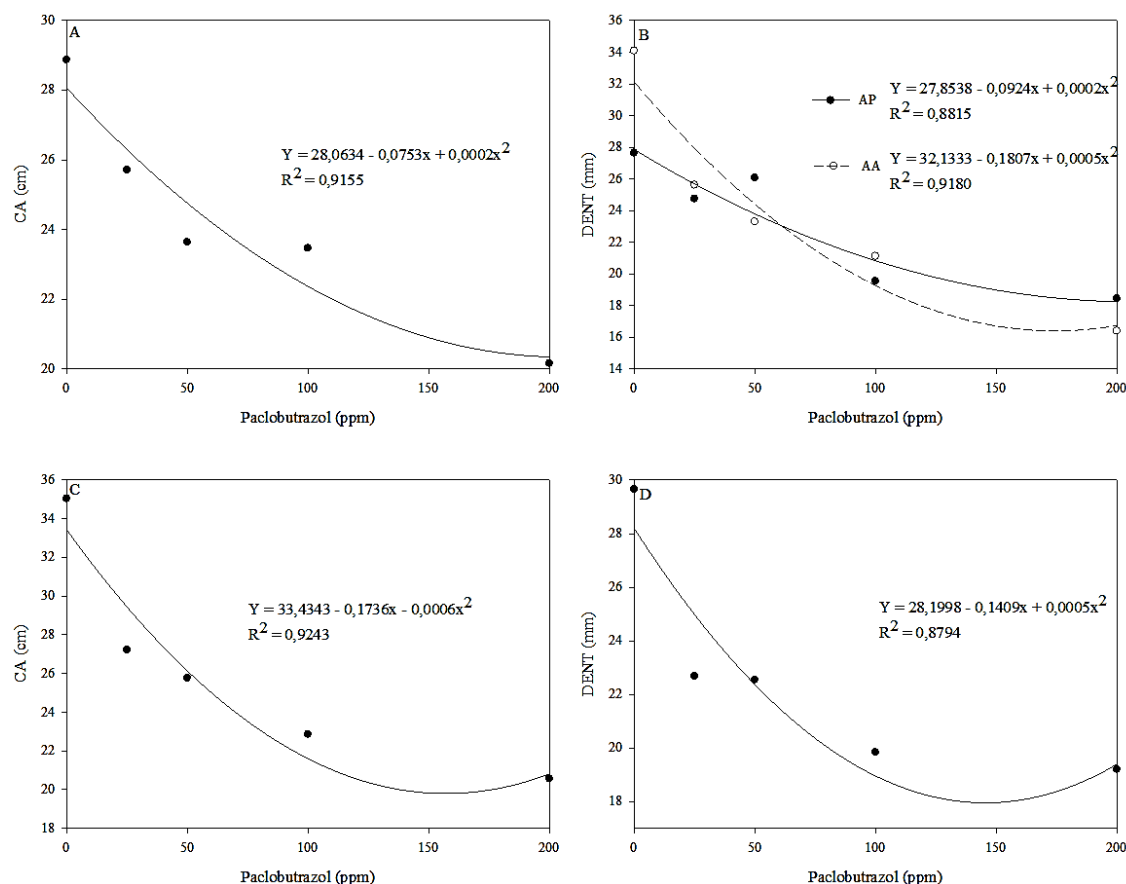 A
30
28
26
24
22
20
CA (cm)
Y = 28,0634 - 0,0753x + 0,0002x²
R² = 0,9155
0 50 100 150 200
Paclobutrazol (ppm)
B
36
34
32
30
28
26
24
22
20
18
16
14
DENT (mm)
AP Y = 27,8538 - 0,0924x + 0,0002x²
R² = 0,8815
AA Y = 32,1333 - 0,1807x + 0,0005x²
R² = 0,9180
0 50 100 150 200
Paclobutrazol (ppm)
C
36
34
32
30
28
26
24
22
20
18
CA (cm)
Y = 33,4343 - 0,1736x - 0,0006x²
R² = 0,9243
0 50 100 150 200
Paclobutrazol (ppm)
D
30
28
26
24
22
20
18
DENT (mm)
Y = 28,1998 - 0,1409x + 0,0005x²
R² = 0,8794
0 50 100 150 200
Paclobutrazol (ppm)